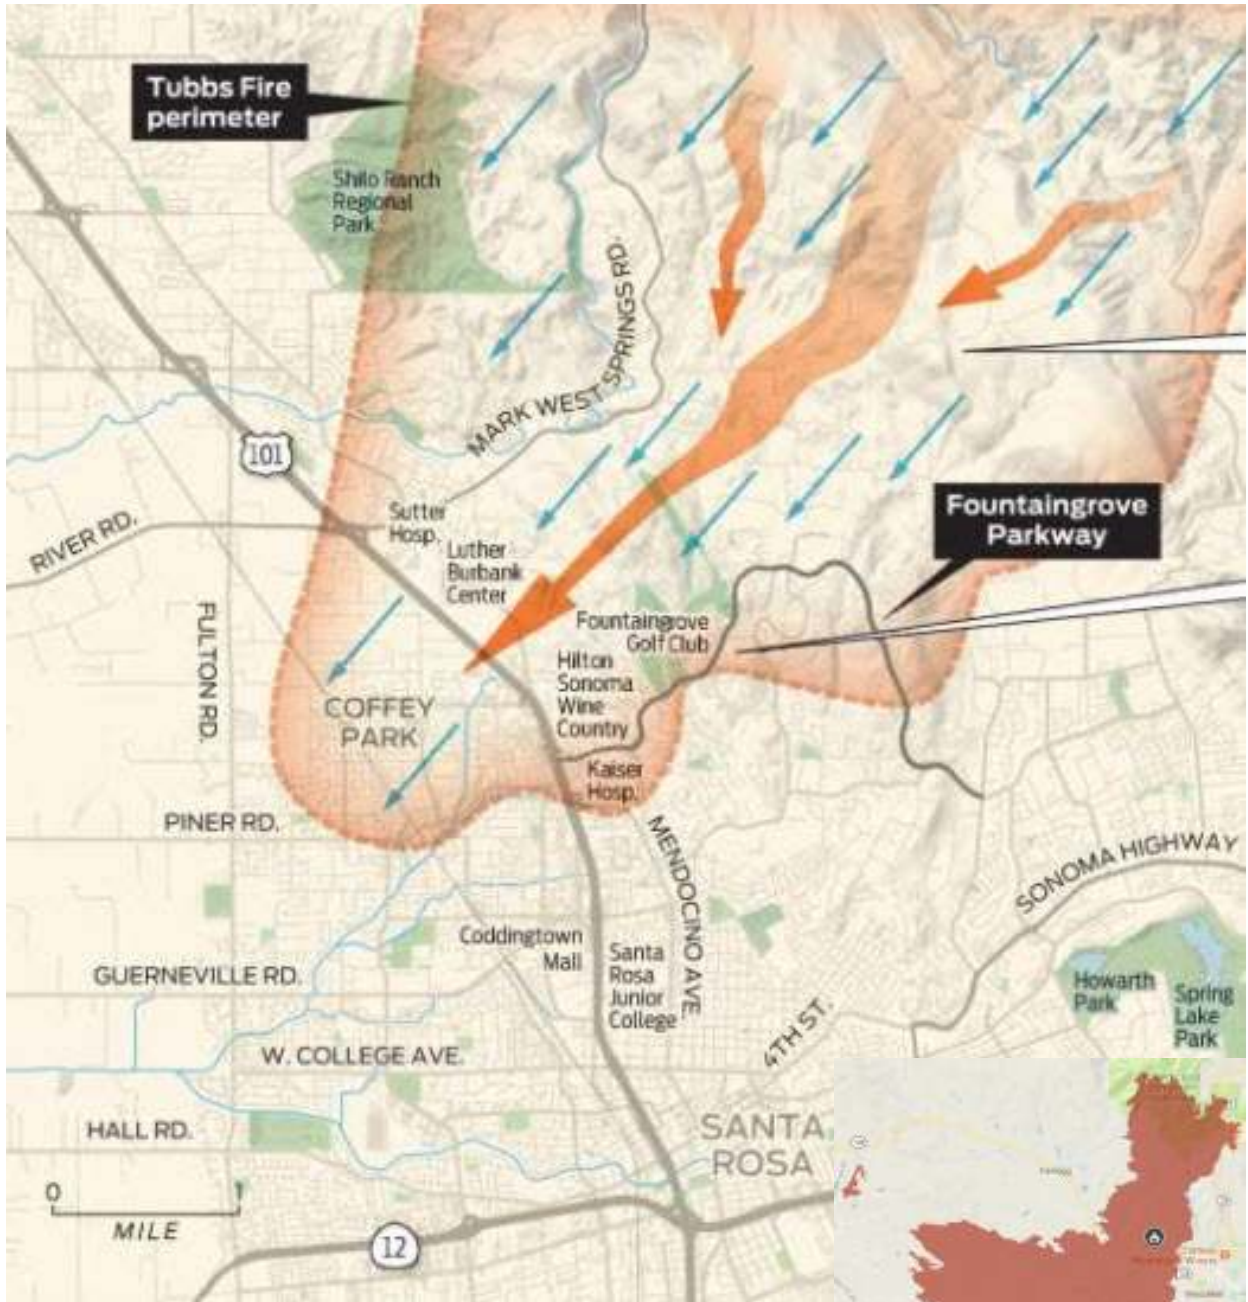 Tubbs Fire
perimeter
Shilo Ranch
Regional
Park
MARK WEST SPRINGS RD.
101
Sutter
Hosp.
RIVER RD.
Luther
Burbank
Center
Fountaingrove
Parkway
FULTON RD.
Fountaingrove
Golf Club
Hilton
Sonoma
Wine
Country
COFFEY
PARK
Kaiser
Hosp.
PINER RD.
MENDOCINO AVE.
SONOMA HIGHWAY
Coddingtown
Mall
Santa
Rosa
Junior
College
GUERNEVILLE RD.
Howarth
Park
Spring
Lake
Park
4TH ST.
W. COLLEGE AVE.
HALL RD.
SANTA
ROSA
0 1
MILE
12